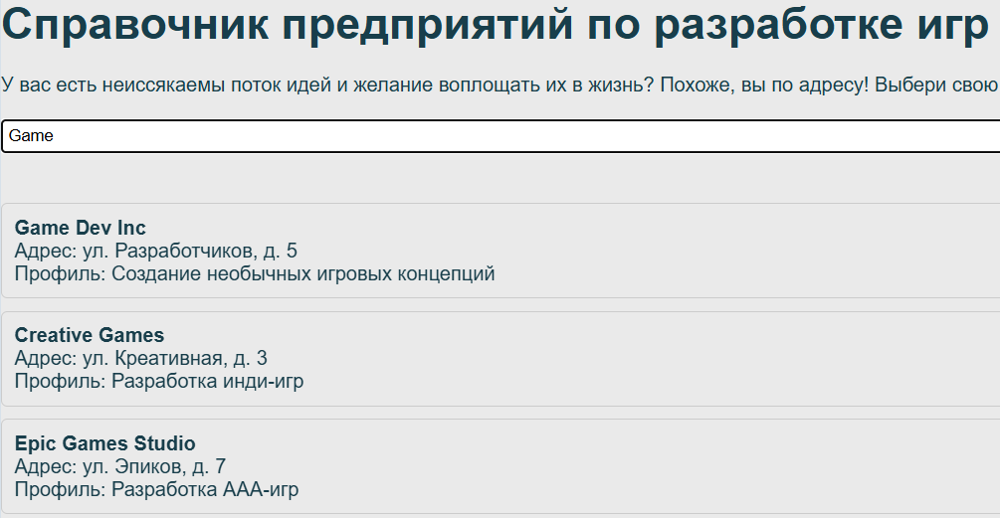 Справочник предприятий по разработке игр
У вас есть неиссякаемы поток идей и желание воплощать их в жизнь? Похоже, вы по адресу! Выбери свою
Game
Game Dev Inc
Адрес: ул. Разработчиков, д. 5
Профиль: Создание необычных игровых концепций
Creative Games
Адрес: ул. Креативная, д. 3
Профиль: Разработка инди-игр
Epic Games Studio
Адрес: ул. Эпиков, д. 7
Профиль: Разработка ААА-игр